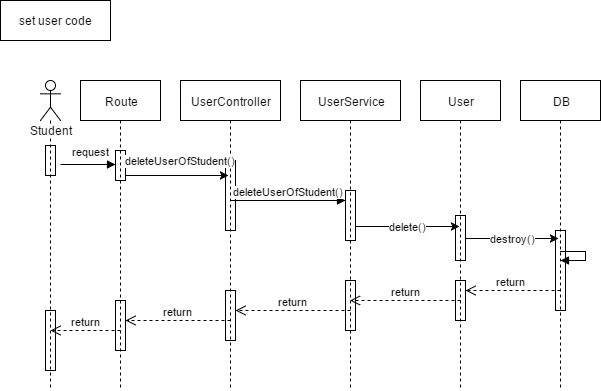 set user code
Route
UserController
UserService
User
DB
Student
request
deleteUserOfStudent()
deleteUserOfStudent()
delete()
destroy()
return
return
return
return
return